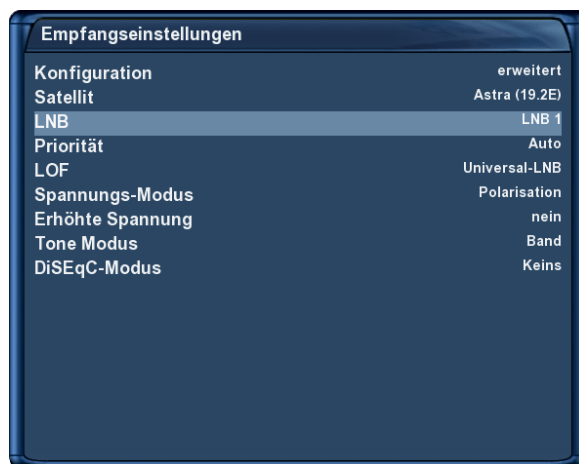 Empfangseinstellungen
Konfiguration erweitert
Satellit Astra (19.2E)
LNB LNB 1
Priorität Auto
LOF Universal-LNB
Spannungs-Modus Polarisation
Erhöhte Spannung nein
Tone Modus Band
DiSEqC-Modus Keins